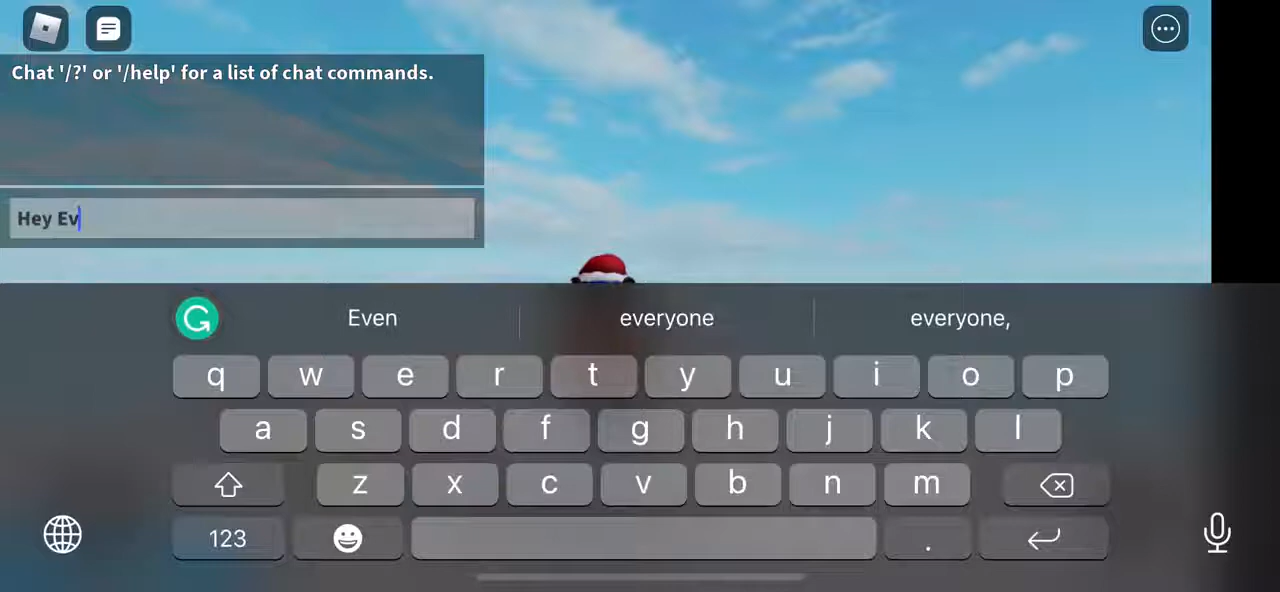 Chat '/?' or '/help' for a list of chat commands.
Hey Ev
Even everyone everyone,
q w e r t y u i o p
a s d f g h j k l
z x c v b n m
123 .